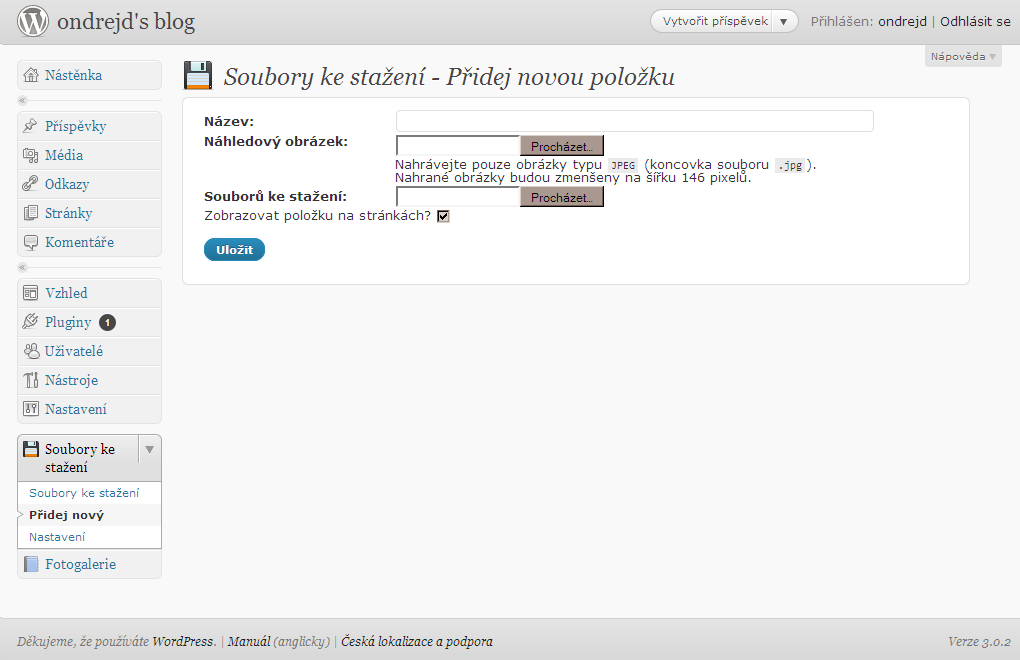 ondrejd's blog
Vytvořit příspěvek
Přihlášen: ondrejd | Odhlásit se
Nápověda
Nástěnka
Příspěvky
Média
Odkazy
Stránky
Komentáře
Vzhled
Pluginy 1
Uživatelé
Nástroje
Nastavení
Soubory ke
stažení
Soubory ke stažení
Přidej nový
Nastavení
Fotogalerie
Soubory ke stažení - Přidej novou položku
Název:
Náhledový obrázek:
Procházet...
Nahrávejte pouze obrázky typu JPEG (koncovka souboru .jpg).
Nahrané obrázky budou zmenšeny na šířku 146 pixelů.
Souborů ke stažení:
Procházet...
Zobrazovat položku na stránkách?
Uložit
Děkujeme, že používáte WordPress. | Manuál (anglicky) | Česká lokalizace a podpora
Verze 3.0.2